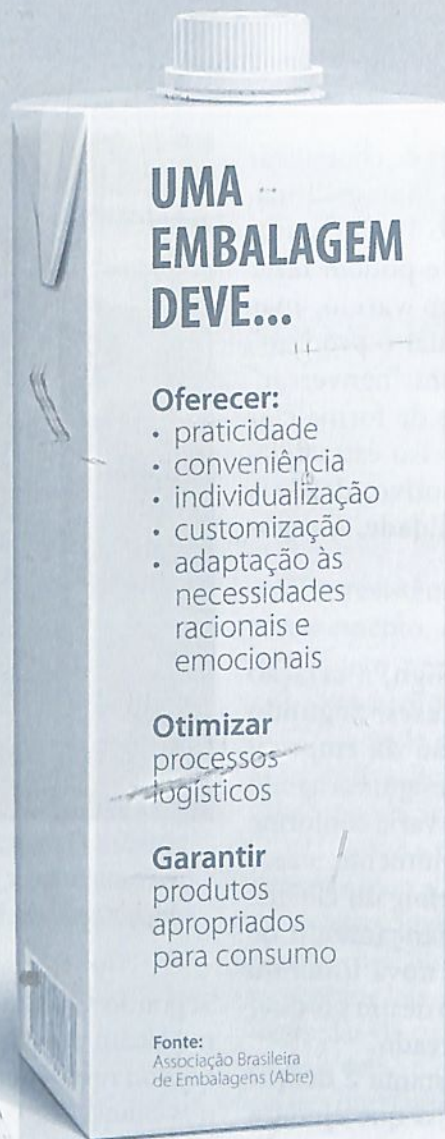 UMA
EMBALAGEM
DEVE...
Oferecer:
• praticidade
• conveniência
• individualização
• customização
• adaptação às
necessidades
racionais e
emocionais
Otimizar
processos
logísticos
Garantir
produtos
apropriados
para consumo
Fonte:
Associação Brasileira
de Embalagens (Abre)